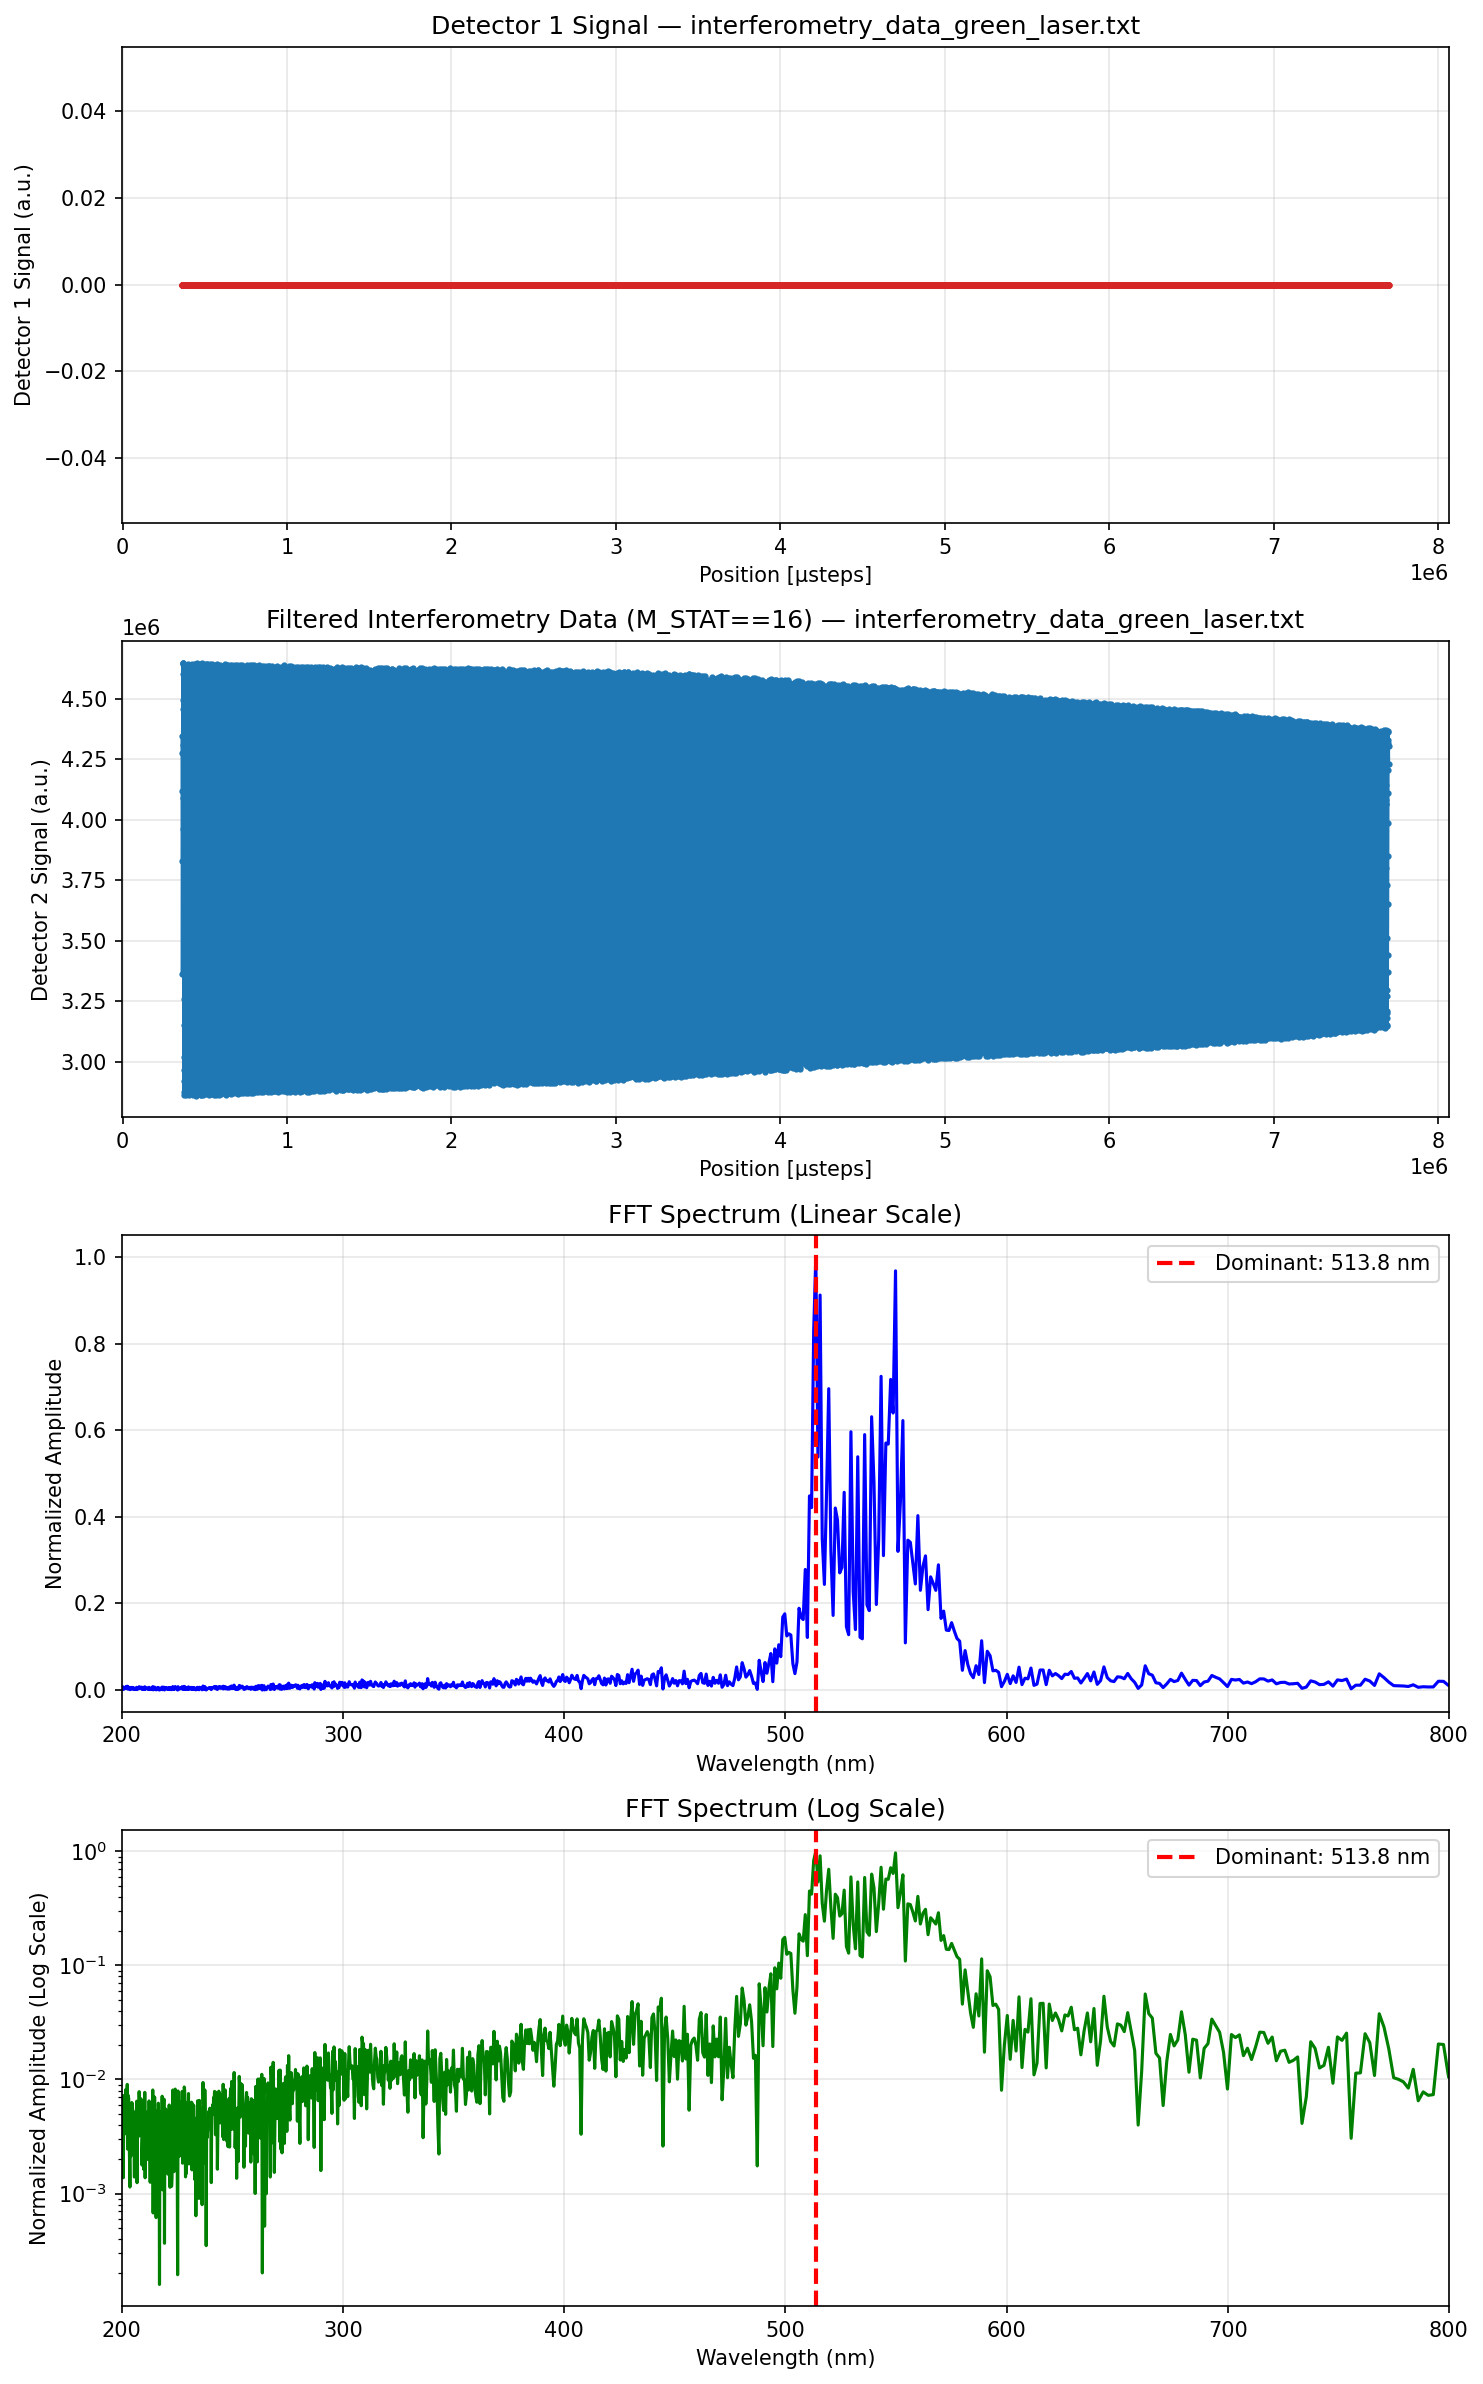 Detector 1 Signal — interferometry_data_green_laser.txt
Detector 1 Signal (a.u.)
0.04
0.02
0.00
−0.02
−0.04
0 1 2 3 4 5 6 7 8
1e6
Position [µsteps]
Filtered Interferometry Data (M_STAT==16) — interferometry_data_green_laser.txt
1e6
Detector 2 Signal (a.u.)
4.50
4.25
4.00
3.75
3.50
3.25
3.00
0 1 2 3 4 5 6 7 8
1e6
Position [µsteps]
FFT Spectrum (Linear Scale)
Dominant: 513.8 nm
Normalized Amplitude
1.0
0.8
0.6
0.4
0.2
0.0
200 300 400 500 600 700 800
Wavelength (nm)
FFT Spectrum (Log Scale)
Dominant: 513.8 nm
Normalized Amplitude (Log Scale)
10⁰
10⁻¹
10⁻²
10⁻³
200 300 400 500 600 700 800
Wavelength (nm)